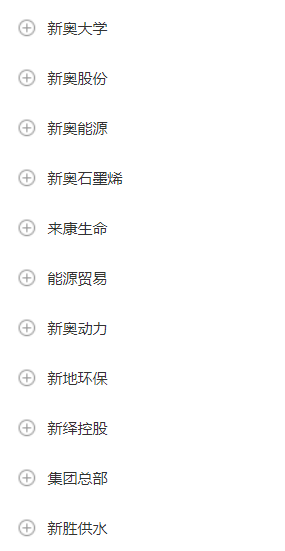 新奥大学
新奥股份
新奥能源
新奥石墨烯
来康生命
能源贸易
新奥动力
新地环保
新绎控股
集团总部
新胜供水